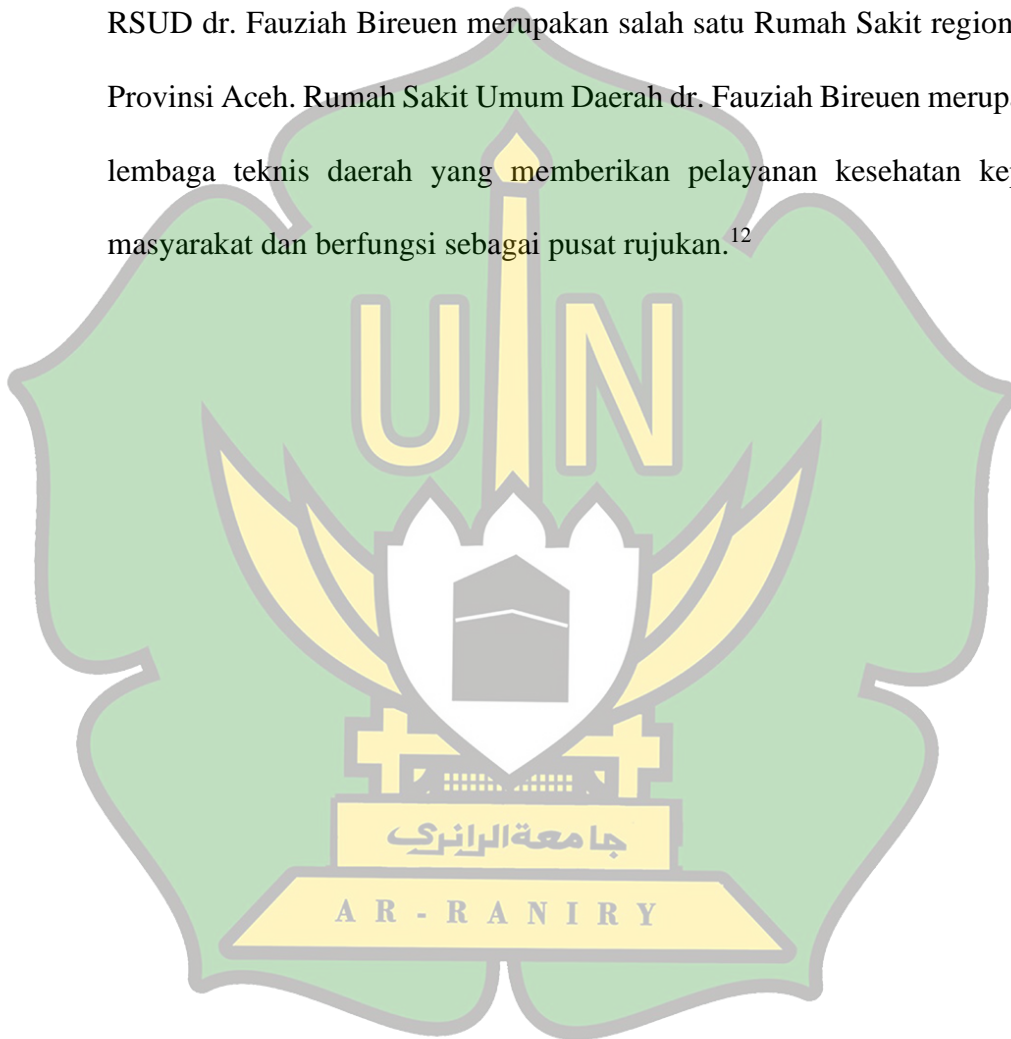 RSUD dr. Fauziah Bireuen merupakan salah satu Rumah Sakit region
Provinsi Aceh. Rumah Sakit Umum Daerah dr. Fauziah Bireuen merupa
lembaga teknis daerah yang memberikan pelayanan kesehatan kep
masyarakat dan berfungsi sebagai pusat rujukan.12
UIN
جامعة الرانري
AR-RANIRY